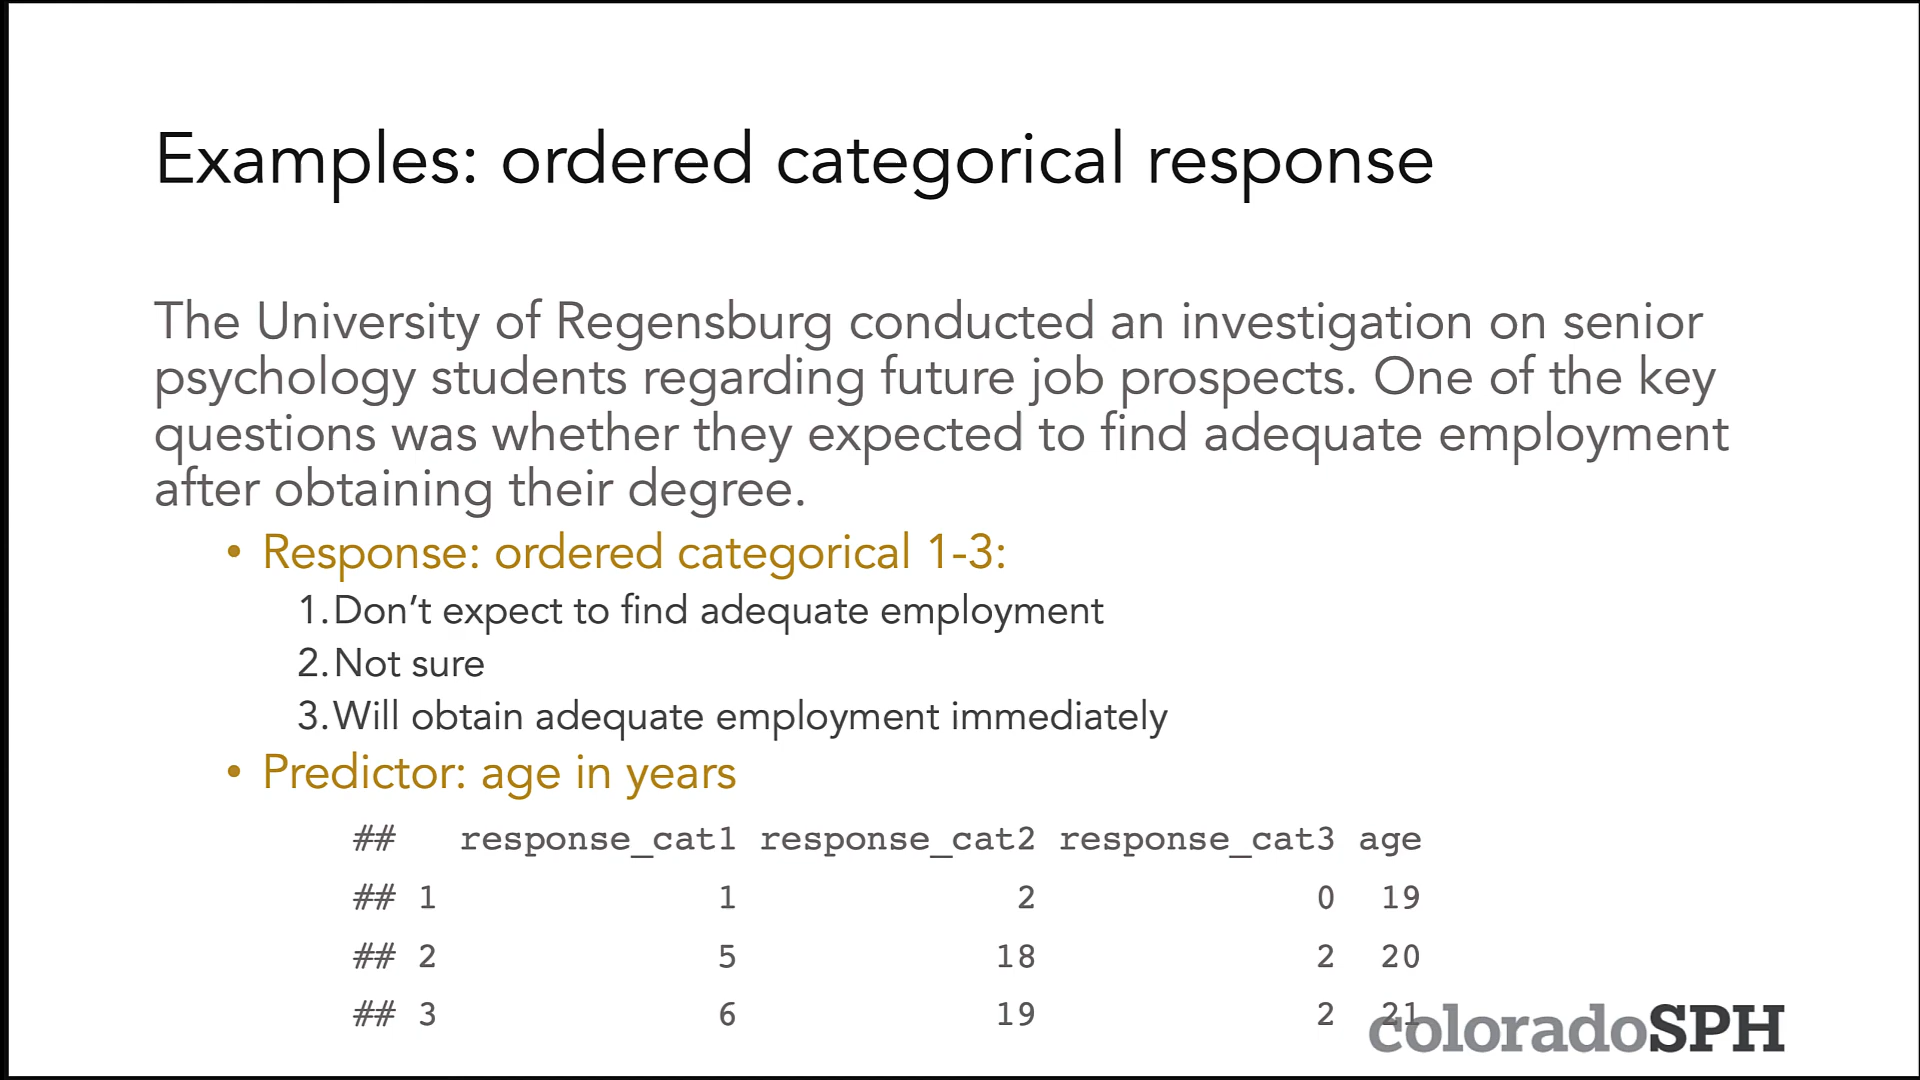 Examples: ordered categorical response
The University of Regensburg conducted an investigation on senior
psychology students regarding future job prospects. One of the key
questions was whether they expected to find adequate employment
after obtaining their degree.
• Response: ordered categorical 1-3:
1. Don’t expect to find adequate employment
2. Not sure
3. Will obtain adequate employment immediately
• Predictor: age in years
## response_cat1 response_cat2 response_cat3 age
## 1 1 2 0 19
## 2 5 18 2 20
## 3 6 19 2 21
coloradoSPH